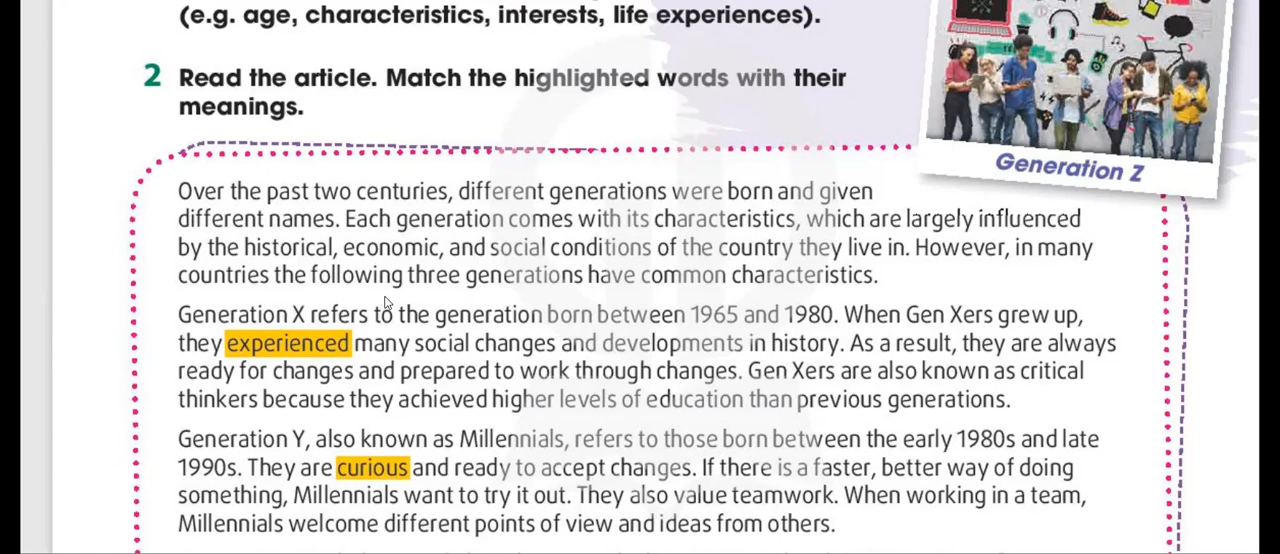 (e.g. age, characteristics, interests, life experiences).
2 Read the article. Match the highlighted words with their
meanings.
Generation Z
Over the past two centuries, different generations were born and given
different names. Each generation comes with its characteristics, which are largely influenced
by the historical, economic, and social conditions of the country they live in. However, in many
countries the following three generations have common characteristics.
Generation X refers to the generation born between 1965 and 1980. When Gen Xers grew up,
they experienced many social changes and developments in history. As a result, they are always
ready for changes and prepared to work through changes. Gen Xers are also known as critical
thinkers because they achieved higher levels of education than previous generations.
Generation Y, also known as Millennials, refers to those born between the early 1980s and late
1990s. They are curious and ready to accept changes. If there is a faster, better way of doing
something, Millennials want to try it out. They also value teamwork. When working in a team,
Millennials welcome different points of view and ideas from others.